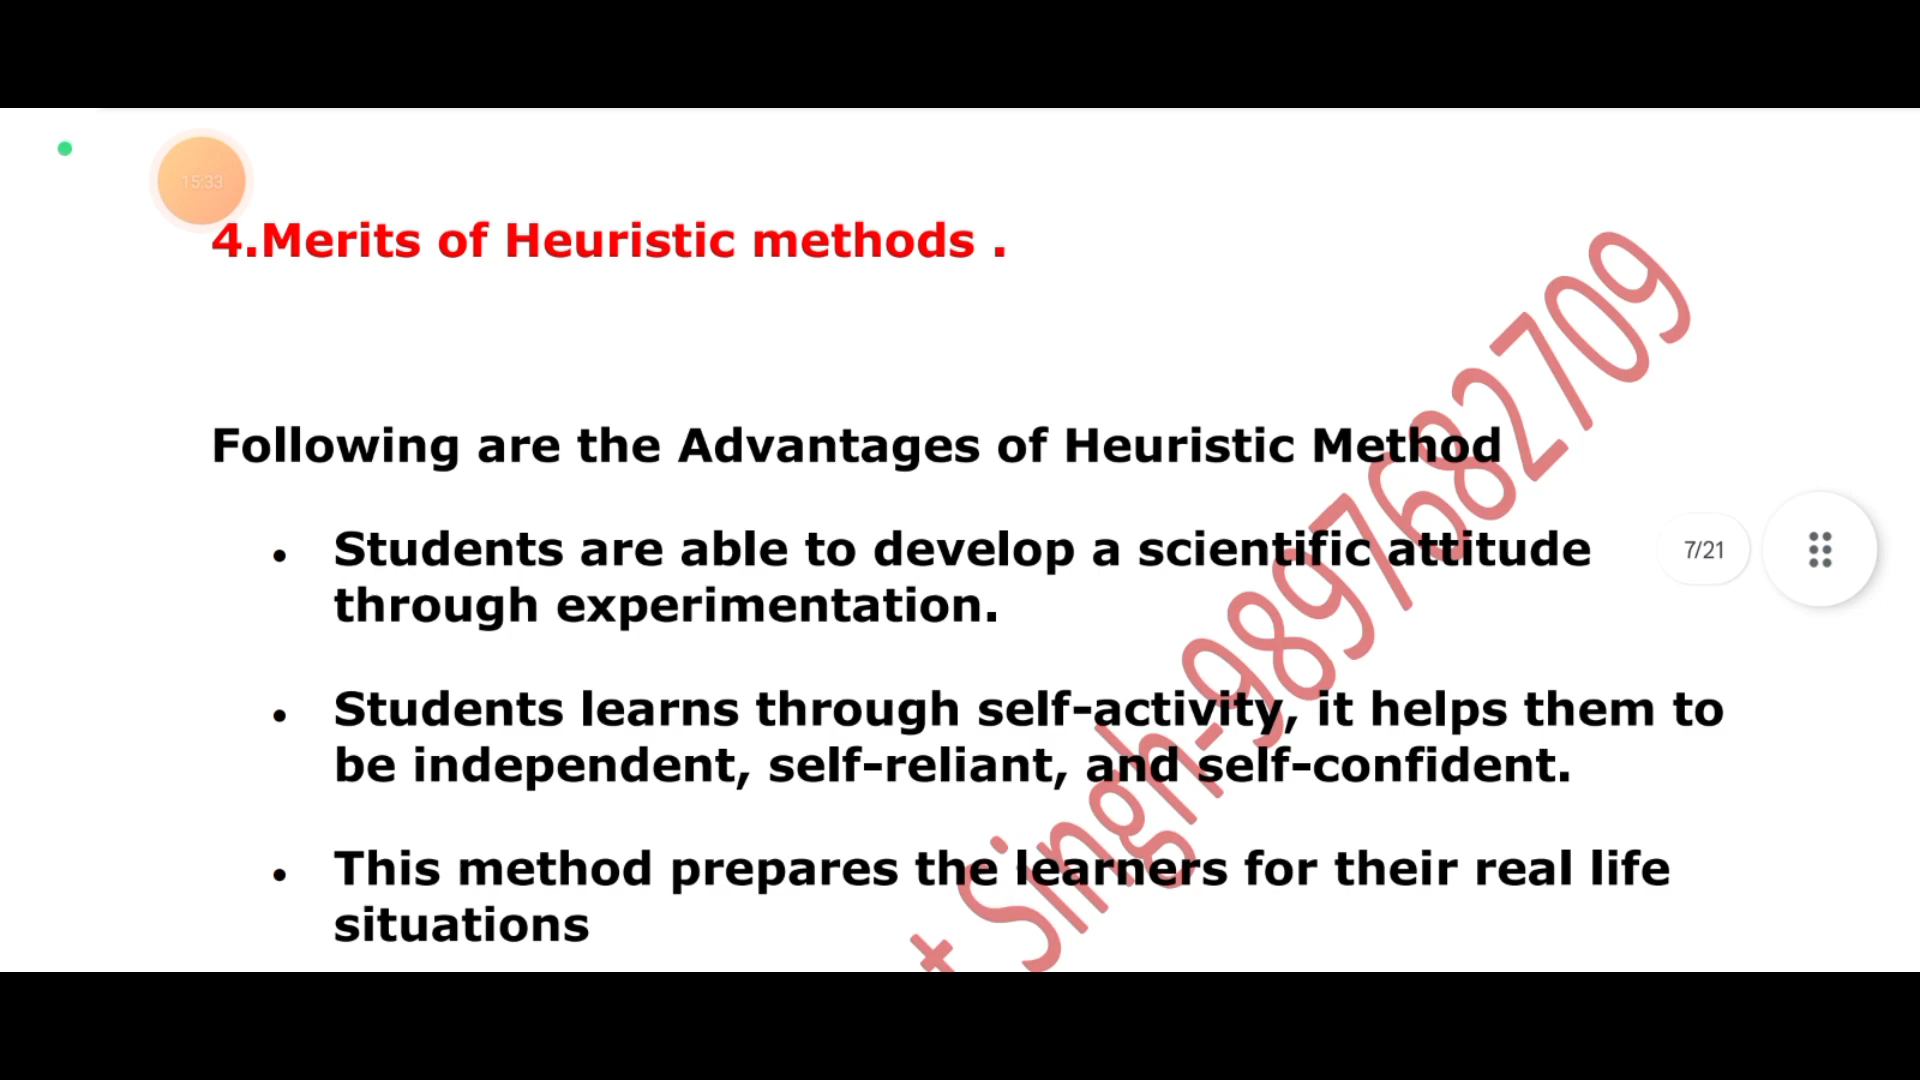 15:33
4.Merits of Heuristic methods .
Following are the Advantages of Heuristic Method
• Students are able to develop a scientific attitude
through experimentation.
7/21
• Students learns through self-activity, it helps them to
be independent, self-reliant, and self-confident.
• This method prepares the learners for their real life
situations
t Singh-9897682709